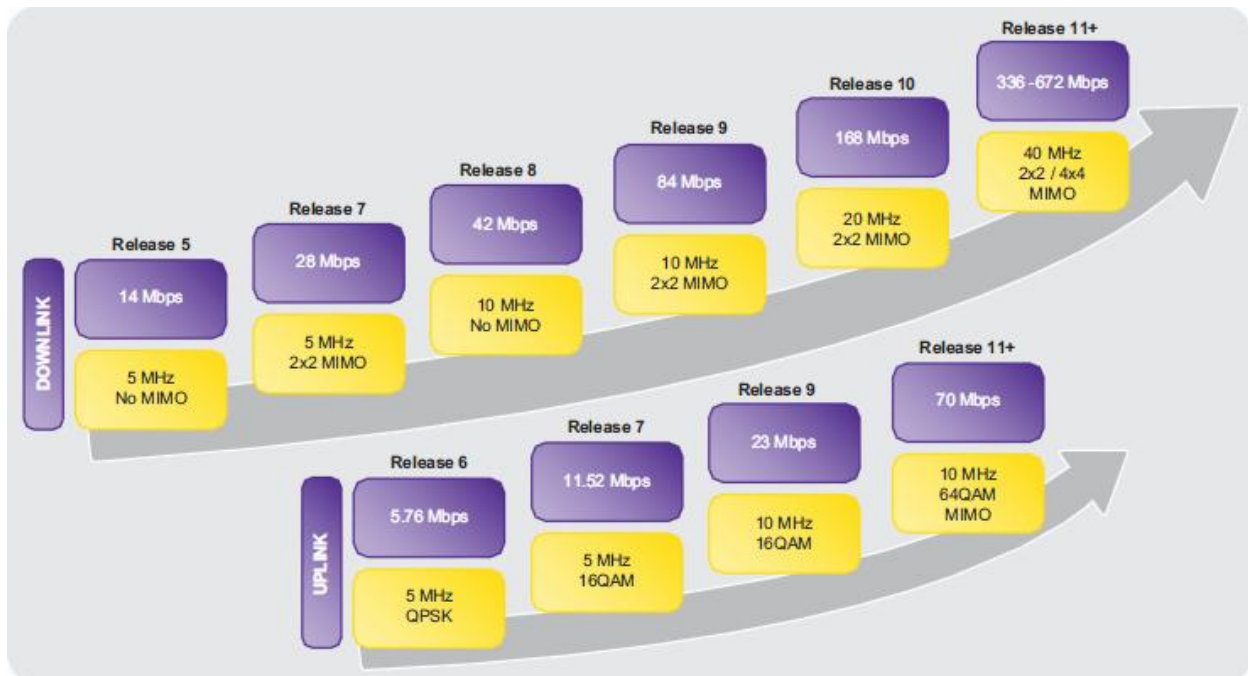 DOWNLINK
Release 5
14 Mbps
5 MHz
No MIMO
Release 7
28 Mbps
5 MHz
2x2 MIMO
Release 8
42 Mbps
10 MHz
No MIMO
Release 9
84 Mbps
10 MHz
2x2 MIMO
Release 10
168 Mbps
20 MHz
2x2 MIMO
Release 11+
336 -672 Mbps
40 MHz
2x2 / 4x4
MIMO
UPLINK
Release 6
5.76 Mbps
5 MHz
QPSK
Release 7
11.52 Mbps
5 MHz
16QAM
Release 9
23 Mbps
10 MHz
16QAM
Release 11+
70 Mbps
10 MHz
64QAM
MIMO